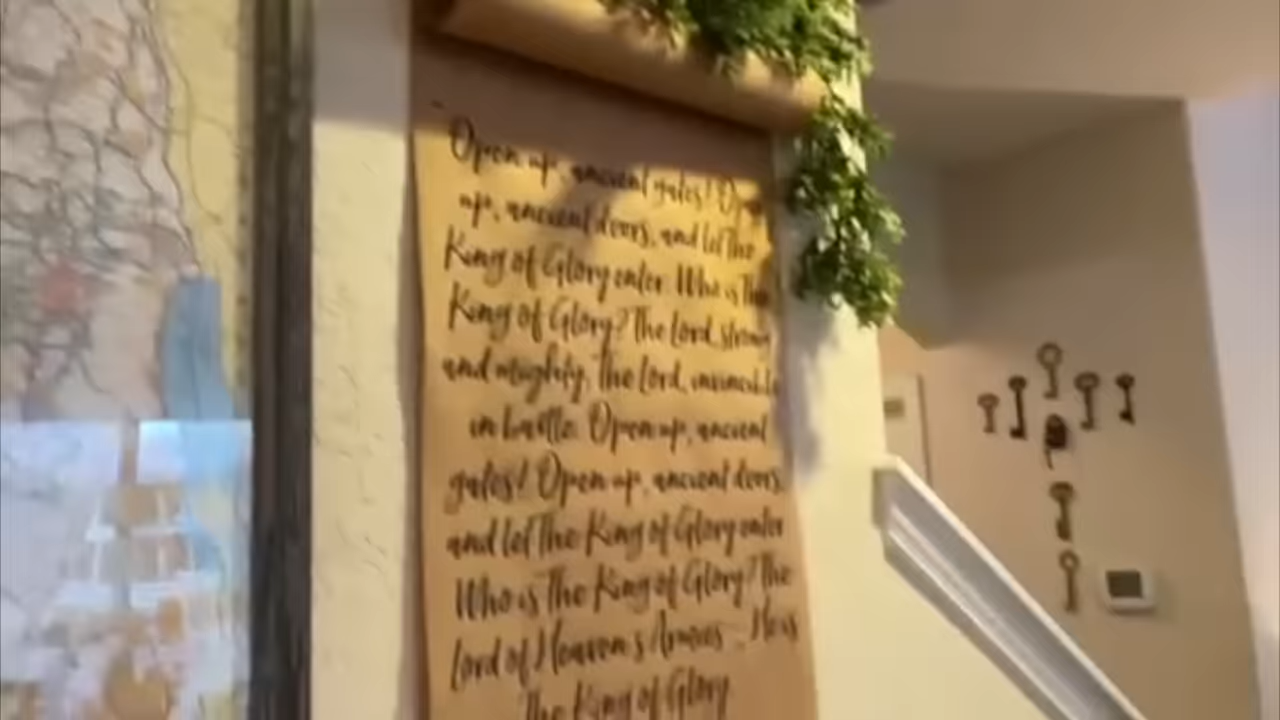 Open up, ancient gates! Open
up, ancient doors, and let the
King of Glory enter. Who is the
King of Glory? The Lord, strong
and mighty, The Lord, invincible
in battle. Open up, ancient
gates! Open up, ancient doors,
and let the King of Glory enter
Who is the King of Glory? The
Lord of Heaven's Armies - He is
The King of Glory